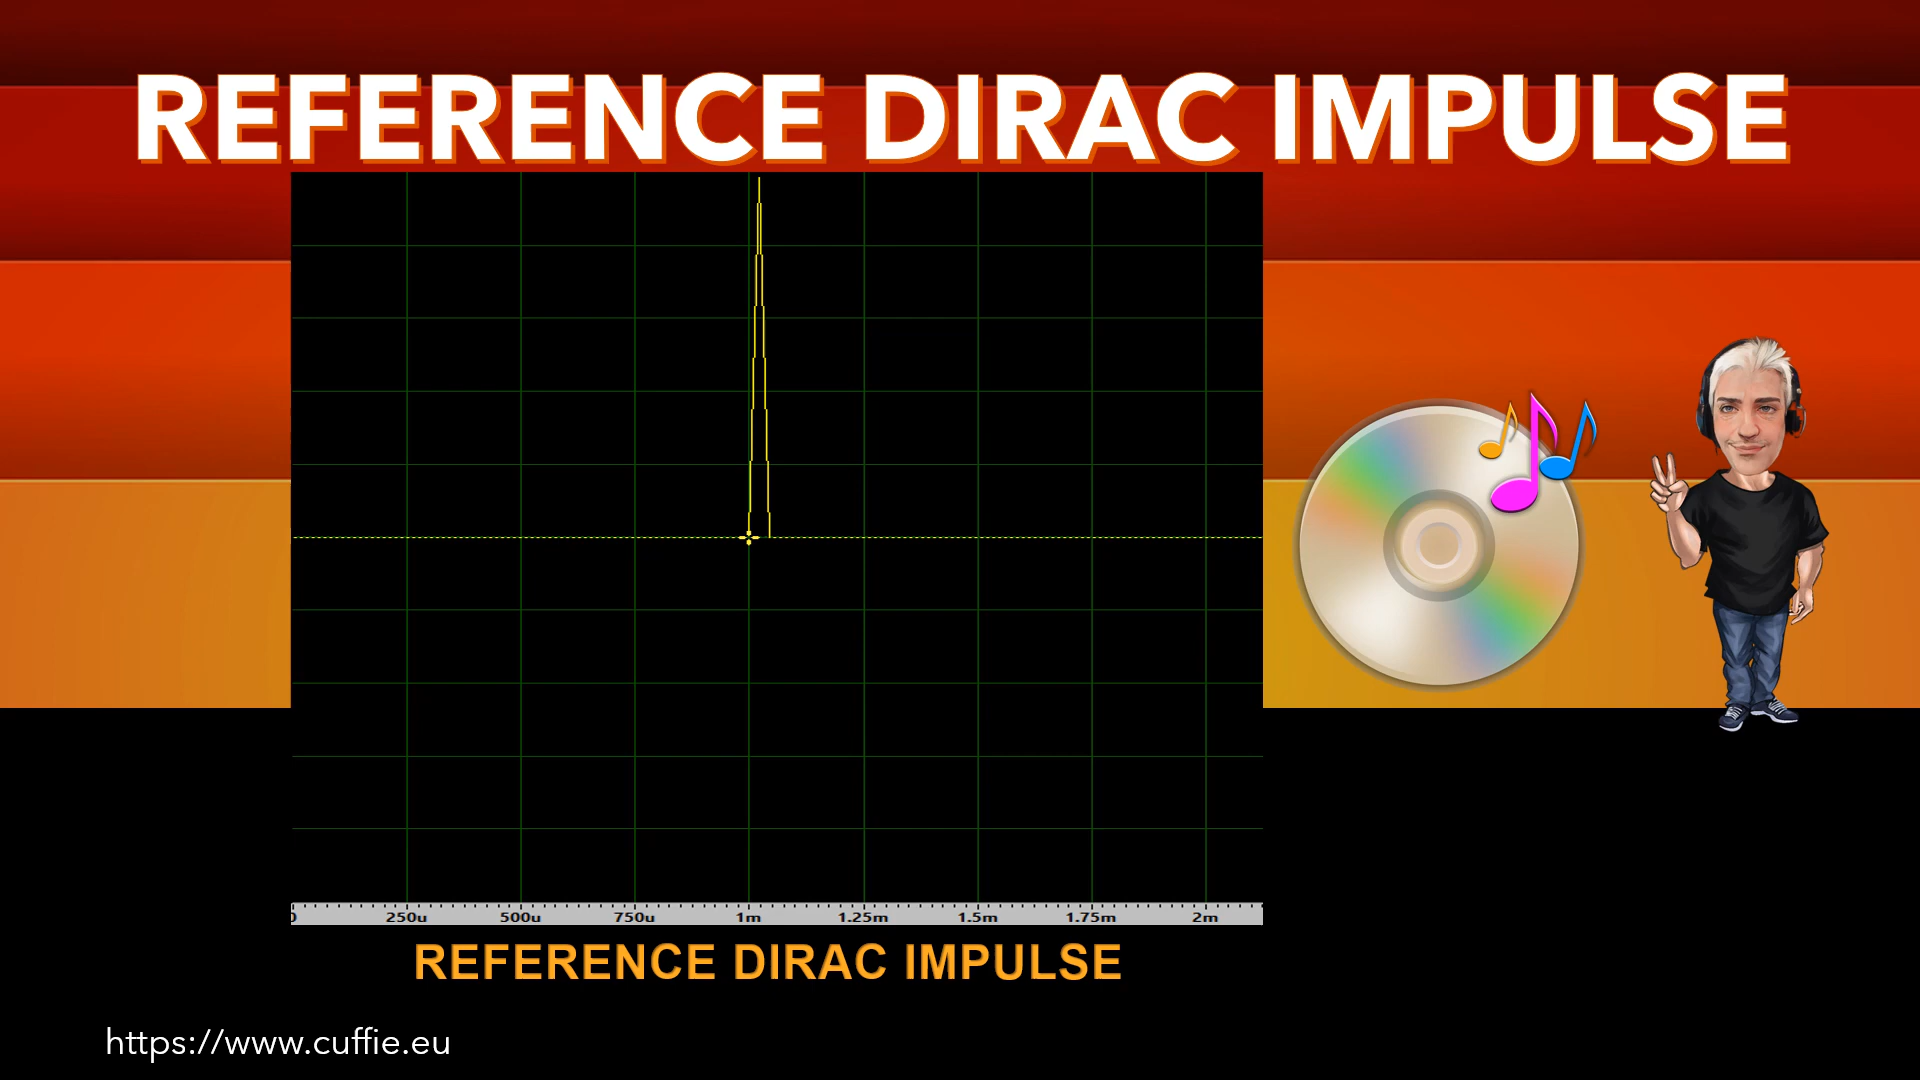 REFERENCE DIRAC IMPULSE
0 250u 500u 750u 1m 1.25m 1.5m 1.75m 2m
REFERENCE DIRAC IMPULSE
https://www.cuffie.eu